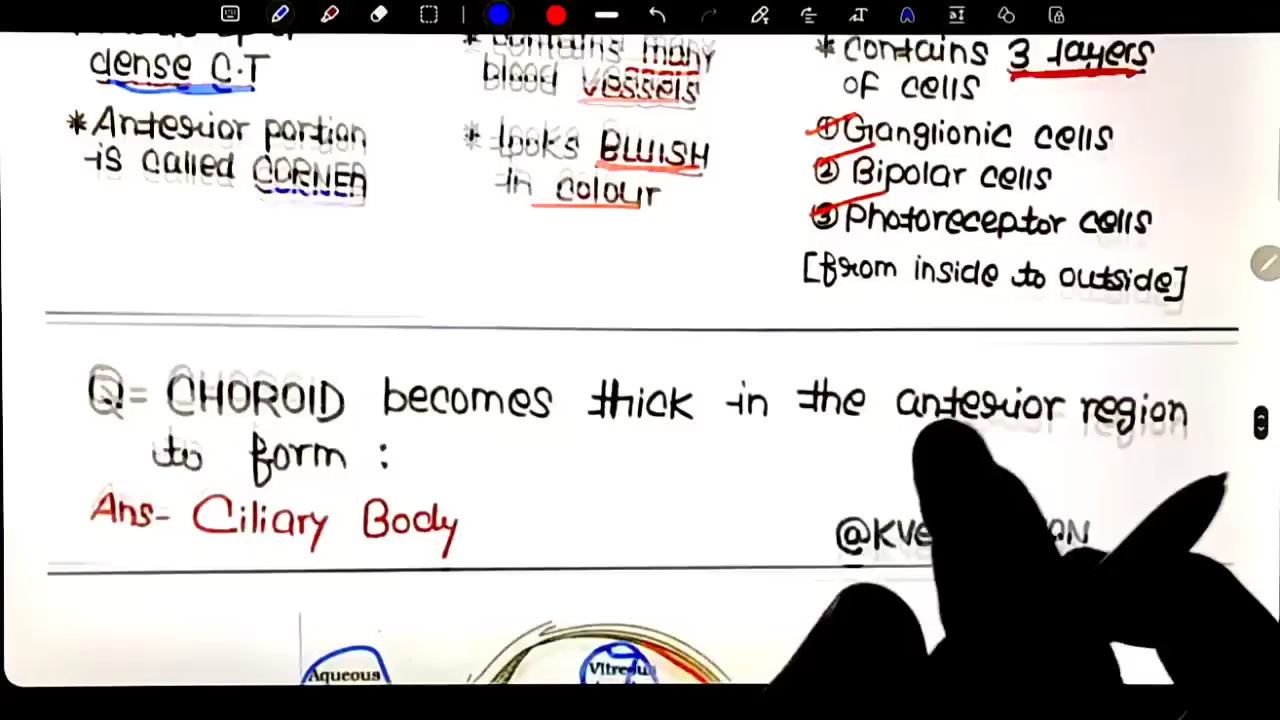 dense C.T
*Anterior portion
is called CORNEA
* contains many
blood vessels
* looks BLUISH
in colour
* contains 3 layers
of cells
① Ganglionic cells
② Bipolar cells
③ Photoreceptor cells
[from inside to outside]
Q= CHOROID becomes thick in the anterior region
to form :
Ans- Ciliary Body
Aqueous